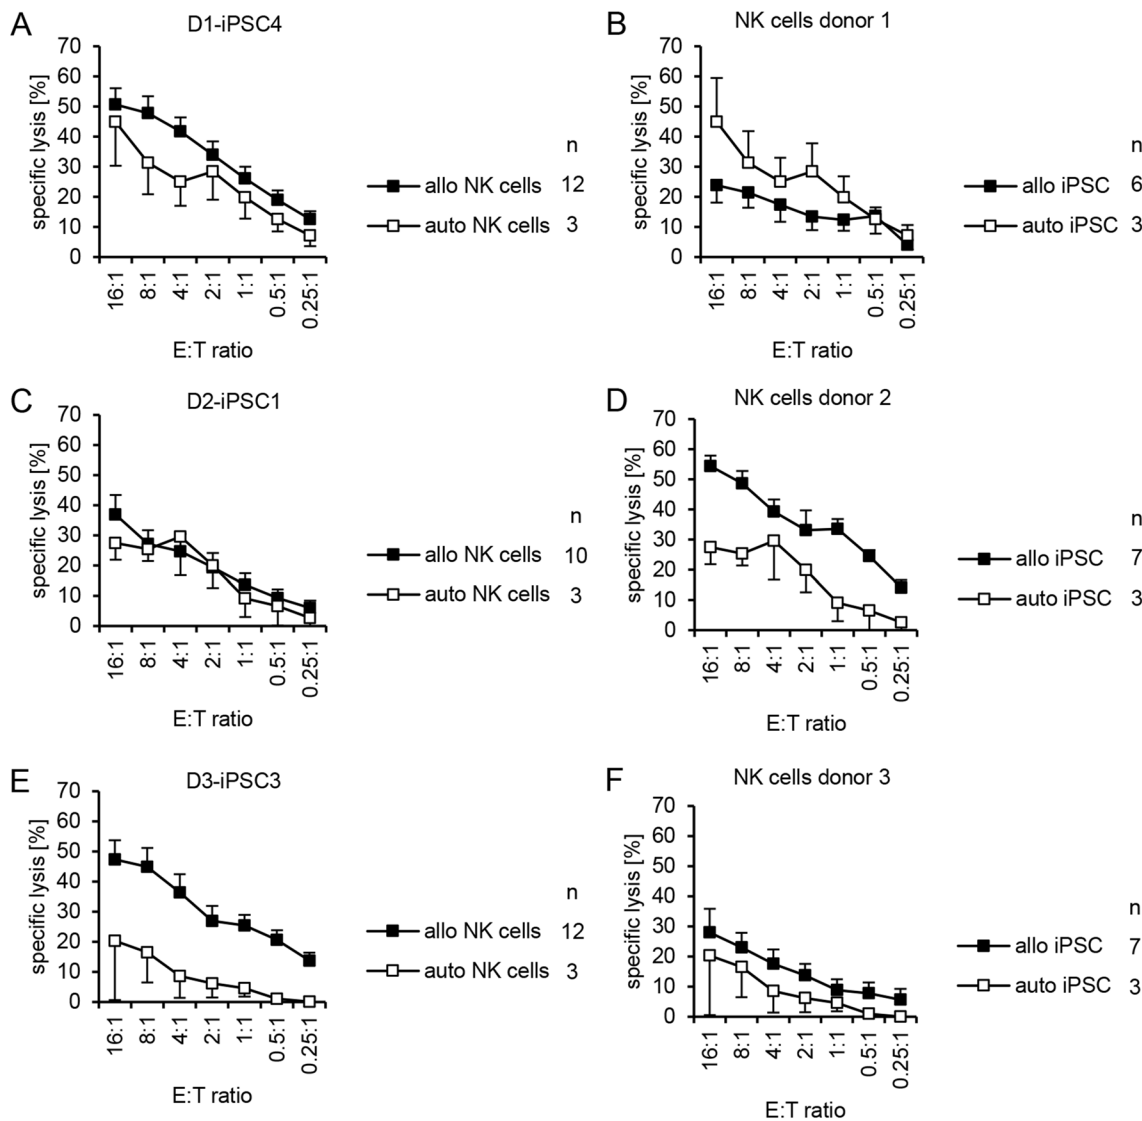 A
D1-iPSC4
specific lysis [%]
70
60
50
40
30
20
10
0
16:1
8:1
4:1
2:1
1:1
0.5:1
0.25:1
E:T ratio
n
allo NK cells 12
auto NK cells 3
B
NK cells donor 1
specific lysis [%]
70
60
50
40
30
20
10
0
16:1
8:1
4:1
2:1
1:1
0.5:1
0.25:1
E:T ratio
n
allo iPSC 6
auto iPSC 3
C
D2-iPSC1
specific lysis [%]
70
60
50
40
30
20
10
0
16:1
8:1
4:1
2:1
1:1
0.5:1
0.25:1
E:T ratio
n
allo NK cells 10
auto NK cells 3
D
NK cells donor 2
specific lysis [%]
70
60
50
40
30
20
10
0
16:1
8:1
4:1
2:1
1:1
0.5:1
0.25:1
E:T ratio
n
allo iPSC 7
auto iPSC 3
E
D3-iPSC3
specific lysis [%]
70
60
50
40
30
20
10
0
16:1
8:1
4:1
2:1
1:1
0.5:1
0.25:1
E:T ratio
n
allo NK cells 12
auto NK cells 3
F
NK cells donor 3
specific lysis [%]
70
60
50
40
30
20
10
0
16:1
8:1
4:1
2:1
1:1
0.5:1
0.25:1
E:T ratio
n
allo iPSC 7
auto iPSC 3